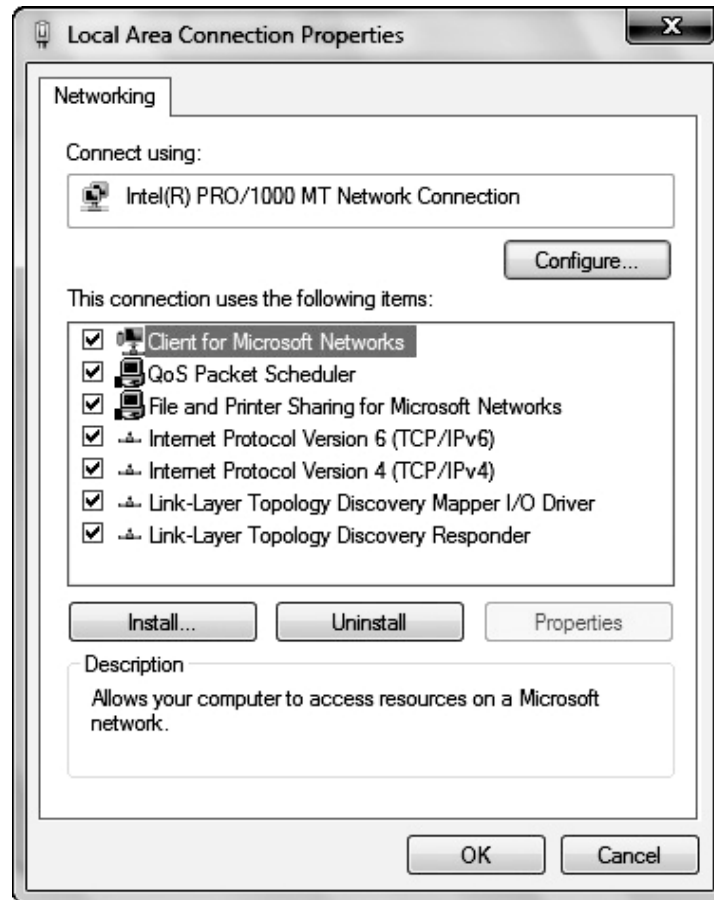 Local Area Connection Properties
Networking
Connect using:
Intel(R) PRO/1000 MT Network Connection
Configure...
This connection uses the following items:
Client for Microsoft Networks
QoS Packet Scheduler
File and Printer Sharing for Microsoft Networks
Internet Protocol Version 6 (TCP/IPv6)
Internet Protocol Version 4 (TCP/IPv4)
Link-Layer Topology Discovery Mapper I/O Driver
Link-Layer Topology Discovery Responder
Install... Uninstall Properties
Description
Allows your computer to access resources on a Microsoft
network.
OK Cancel